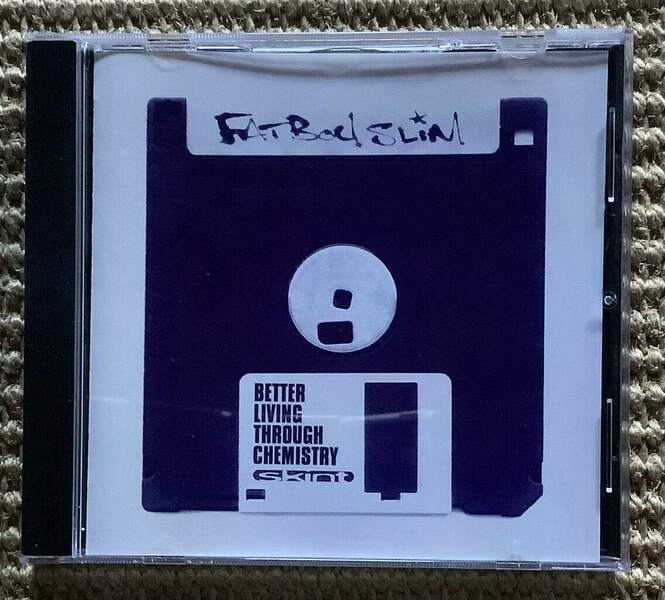 FATBOY SLIM
BETTER
LIVING
THROUGH
CHEMISTRY
skint